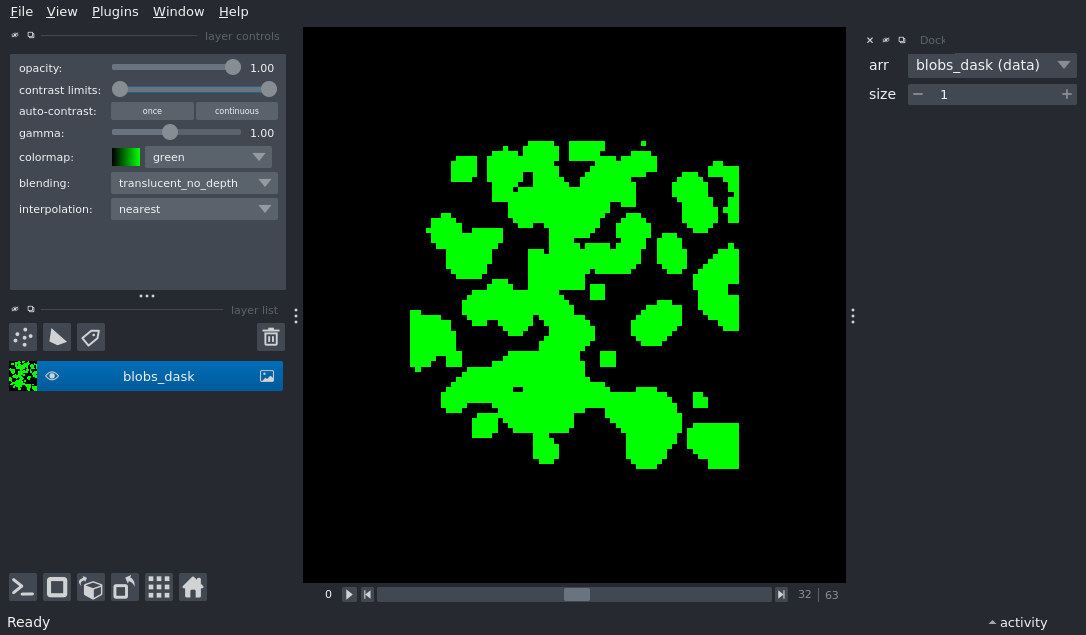 File View Plugins Window Help
layer controls
opacity: 1.00
contrast limits:
auto-contrast: once continuous
gamma: 1.00
colormap: green
blending: translucent_no_depth
interpolation: nearest
layer list
blobs_dask
0 32 63
Dock
arr blobs_dask (data)
size 1
Ready
activity